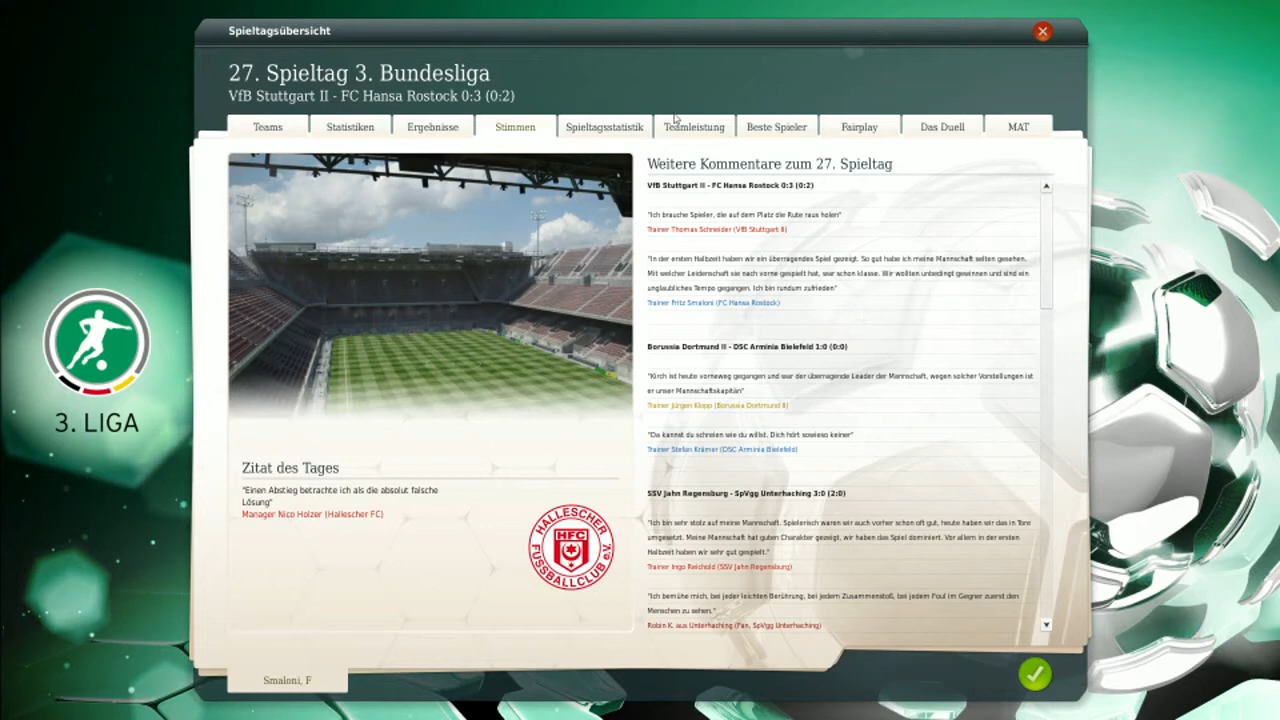 Spieltagsübersicht
27. Spieltag 3. Bundesliga
VfB Stuttgart II - FC Hansa Rostock 0:3 (0:2)
Teams
Statistiken
Ergebnisse
Stimmen
Spieltagsstatistik
Teamleistung
Beste Spieler
Fairplay
Das Duell
MAT
3. LIGA
Zitat des Tages
"Einen Abstieg betrachte ich als die absolut falsche
Lösung"
Manager Nico Holzer (Hallescher FC)
HALLESCHER
HFC
FUSSBALLCLUB e.V.
Weitere Kommentare zum 27. Spieltag
VfB Stuttgart II - FC Hansa Rostock 0:3 (0:2)
"Ich brauche Spieler, die auf dem Platz die Rute raus holen"
Trainer Thomas Schneider (VfB Stuttgart II)
"In der ersten Halbzeit haben wir ein überragendes Spiel gezeigt. So gut habe ich meine Mannschaft selten gesehen.
Mit welcher Leidenschaft sie nach vorne gespielt hat, war schon klasse. Wir wollten unbedingt gewinnen und sind ein
unglaubliches Tempo gegangen. Ich bin rundum zufrieden"
Trainer Fritz Smaloni (FC Hansa Rostock)
Borussia Dortmund II - DSC Arminia Bielefeld 1:0 (0:0)
"Kirch ist heute vorneweg gegangen und war der überragende Leader der Mannschaft, wegen solcher Vorstellungen ist
er unser Mannschaftskapitän"
Trainer Jürgen Klopp (Borussia Dortmund II)
"Da kannst du schreien wie du willst. Dich hört sowieso keiner"
Trainer Stefan Krämer (DSC Arminia Bielefeld)
SSV Jahn Regensburg - SpVgg Unterhaching 3:0 (2:0)
"Ich bin sehr stolz auf meine Mannschaft. Spielerisch waren wir auch vorher schon oft gut, heute haben wir das in Tore
umgesetzt. Meine Mannschaft hat guten Charakter gezeigt, wir haben das Spiel dominiert. Vor allem in der ersten
Halbzeit haben wir sehr gut gespielt."
Trainer Ingo Reichold (SSV Jahn Regensburg)
"Ich bemühe mich, bei jeder leichten Berührung, bei jedem Zusammenstoß, bei jedem Foul im Gegner zuerst den
Menschen zu sehen."
Robin K. aus Unterhaching (Fan, SpVgg Unterhaching)
Smaloni, F